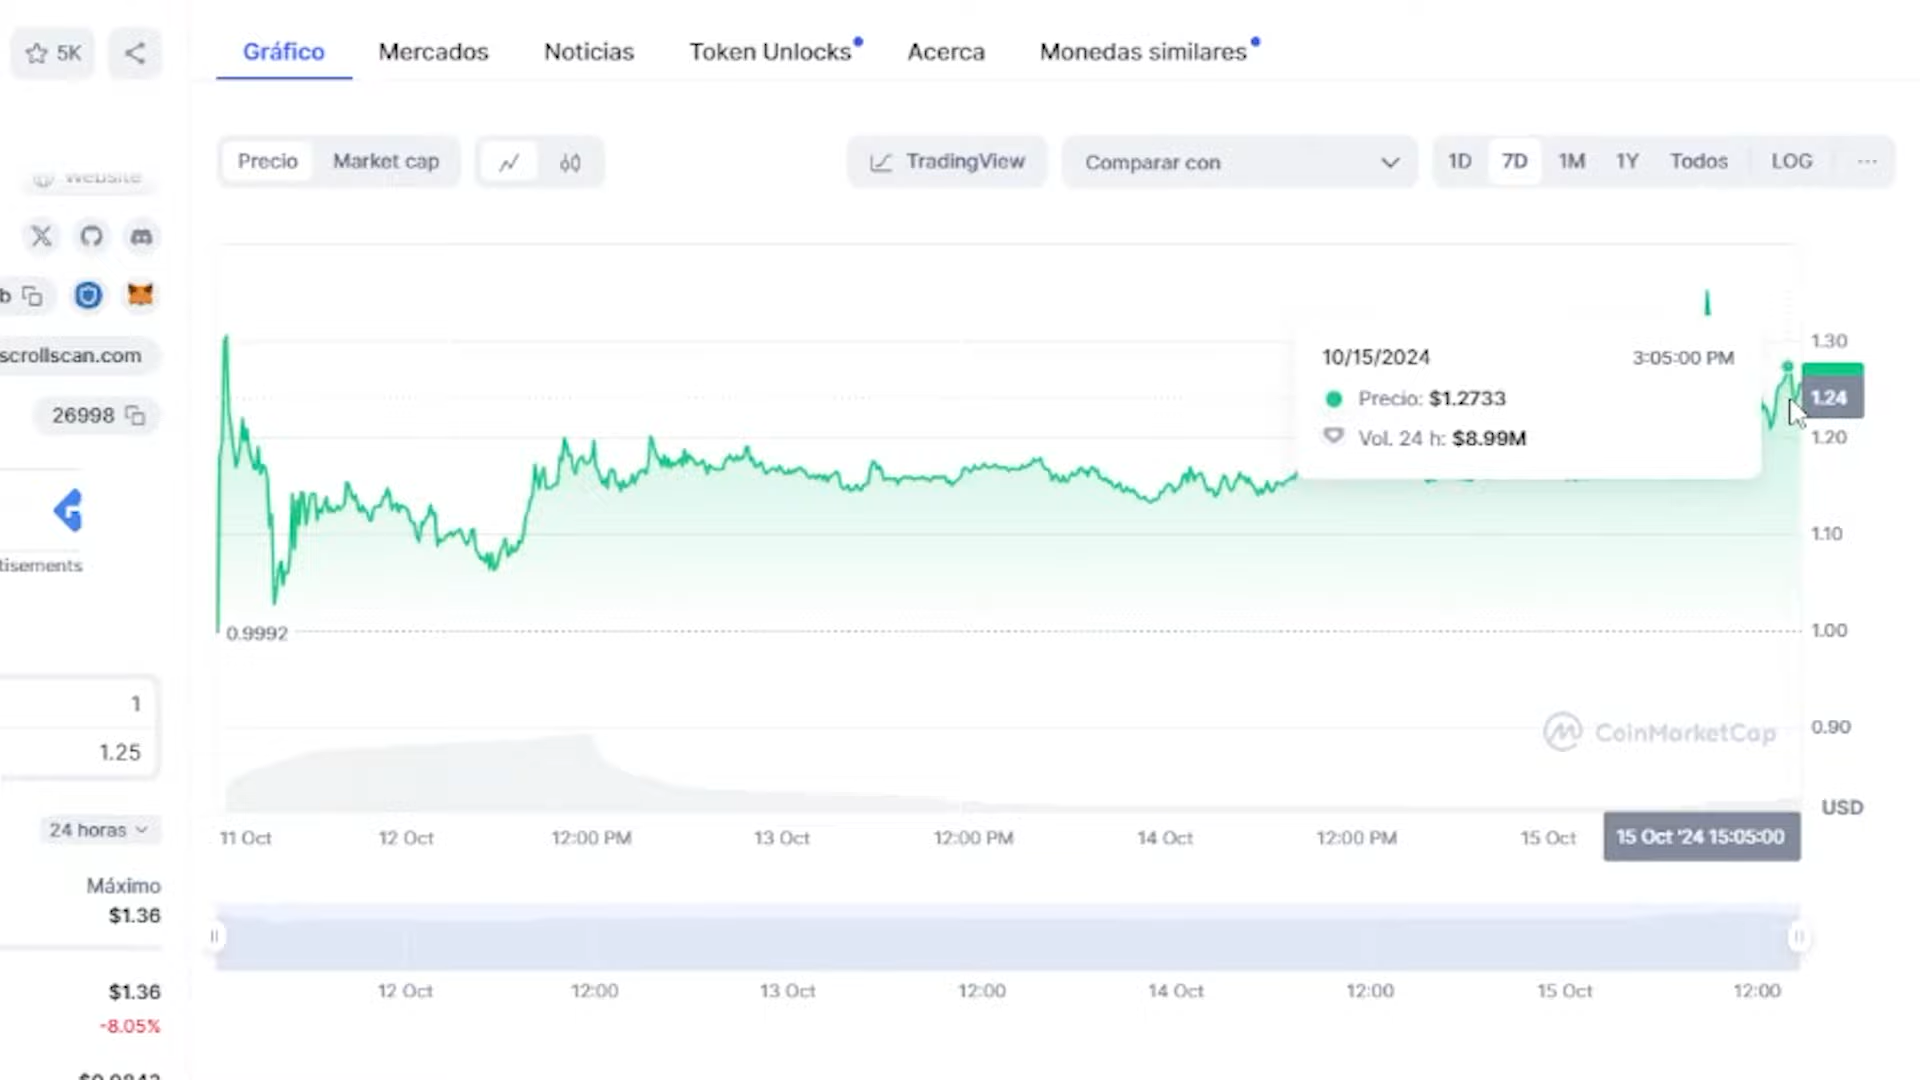 5K
Gráfico Mercados Noticias Token Unlocks Acerca Monedas similares
Precio Market cap TradingView Comparar con 1D 7D 1M 1Y Todos LOG ...
Website
b
scrollscan.com
26998
tisements
1
1.25
24 horas
Máximo
$1.36
$1.36
-8.05%
10/15/2024 3:05:00 PM
Precio: $1.2733
Vol. 24 h: $8.99M
1.30
1.24
1.20
1.10
1.00
0.90
USD
0.9992
CoinMarketCap
11 Oct 12 Oct 12:00 PM 13 Oct 12:00 PM 14 Oct 12:00 PM 15 Oct 15 Oct '24 15:05:00
12 Oct 12:00 13 Oct 12:00 14 Oct 12:00 15 Oct 12:00